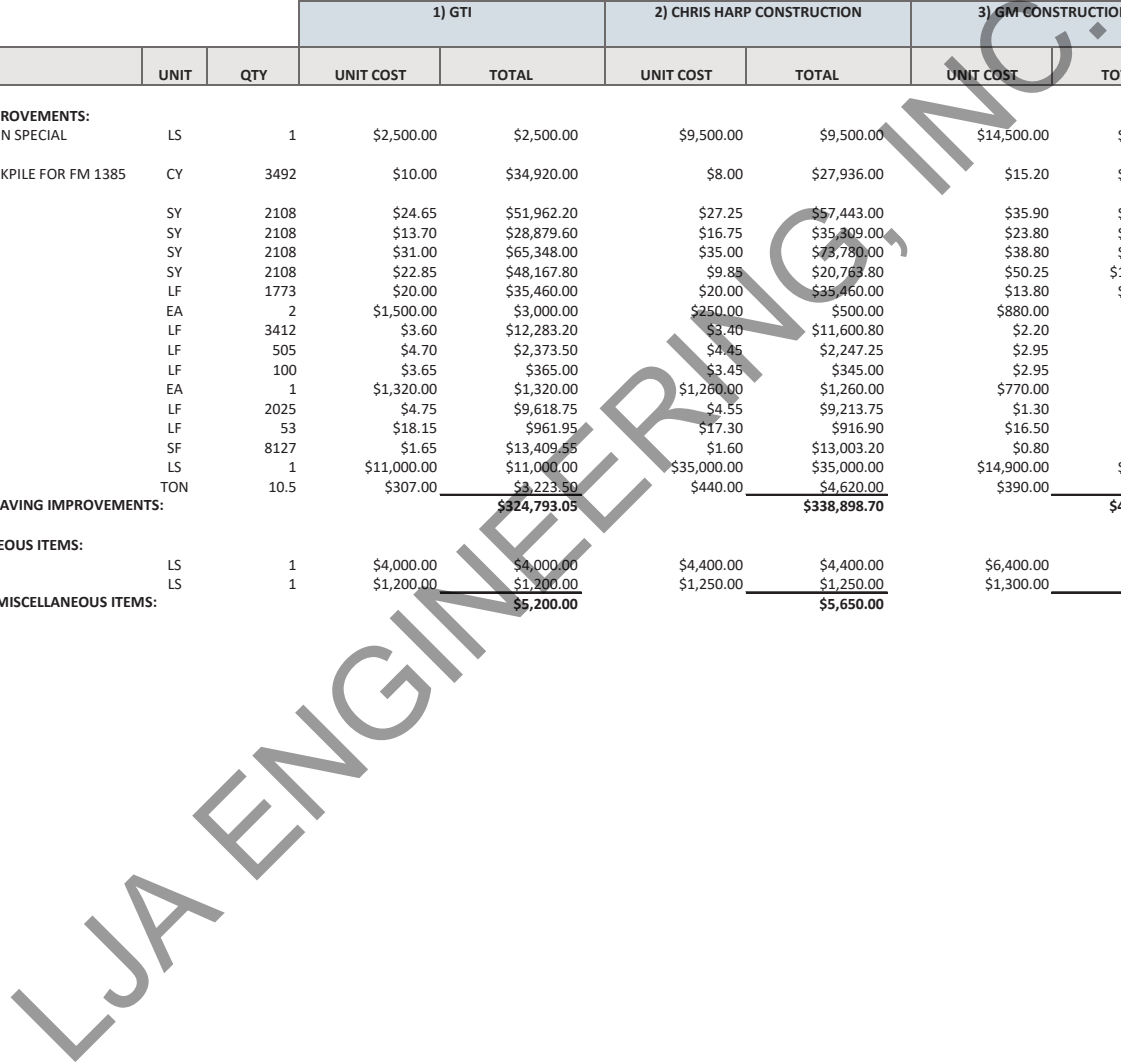 1) GTI 2) CHRIS HARP CONSTRUCTION 3) GM CONSTRUCTION
UNIT QTY UNIT COST TOTAL UNIT COST TOTAL UNIT COST TO
ROVEMENTS:
N SPECIAL LS 1 $2,500.00 $2,500.00 $9,500.00 $9,500.00 $14,500.00 $
KPILE FOR FM 1385 CY 3492 $10.00 $34,920.00 $8.00 $27,936.00 $15.20 $
SY 2108 $24.65 $51,962.20 $27.25 $57,443.00 $35.90 $
SY 2108 $13.70 $28,879.60 $16.75 $35,309.00 $23.80 $
SY 2108 $31.00 $65,348.00 $35.00 $73,780.00 $38.80 $
SY 2108 $22.85 $48,167.80 $9.85 $20,763.80 $50.25 $1
LF 1773 $20.00 $35,460.00 $20.00 $35,460.00 $13.80 $
EA 2 $1,500.00 $3,000.00 $250.00 $500.00 $880.00
LF 3412 $3.60 $12,283.20 $3.40 $11,600.80 $2.20
LF 505 $4.70 $2,373.50 $4.45 $2,247.25 $2.95
LF 100 $3.65 $365.00 $3.45 $345.00 $2.95
EA 1 $1,320.00 $1,320.00 $1,260.00 $1,260.00 $770.00
LF 2025 $4.75 $9,618.75 $4.55 $9,213.75 $1.30
LF 53 $18.15 $961.95 $17.30 $916.90 $16.50
SF 8127 $1.65 $13,409.55 $1.60 $13,003.20 $0.80
LS 1 $11,000.00 $11,000.00 $35,000.00 $35,000.00 $14,900.00 $
TON 10.5 $307.00 $3,223.50 $440.00 $4,620.00 $390.00
AVING IMPROVEMENTS: $324,793.05 $338,898.70 $4
EOUS ITEMS:
LS 1 $4,000.00 $4,000.00 $4,400.00 $4,400.00 $6,400.00
LS 1 $1,200.00 $1,200.00 $1,250.00 $1,250.00 $1,300.00
MISCELLANEOUS ITEMS: $5,200.00 $5,650.00
LJA ENGINEERING, INC.